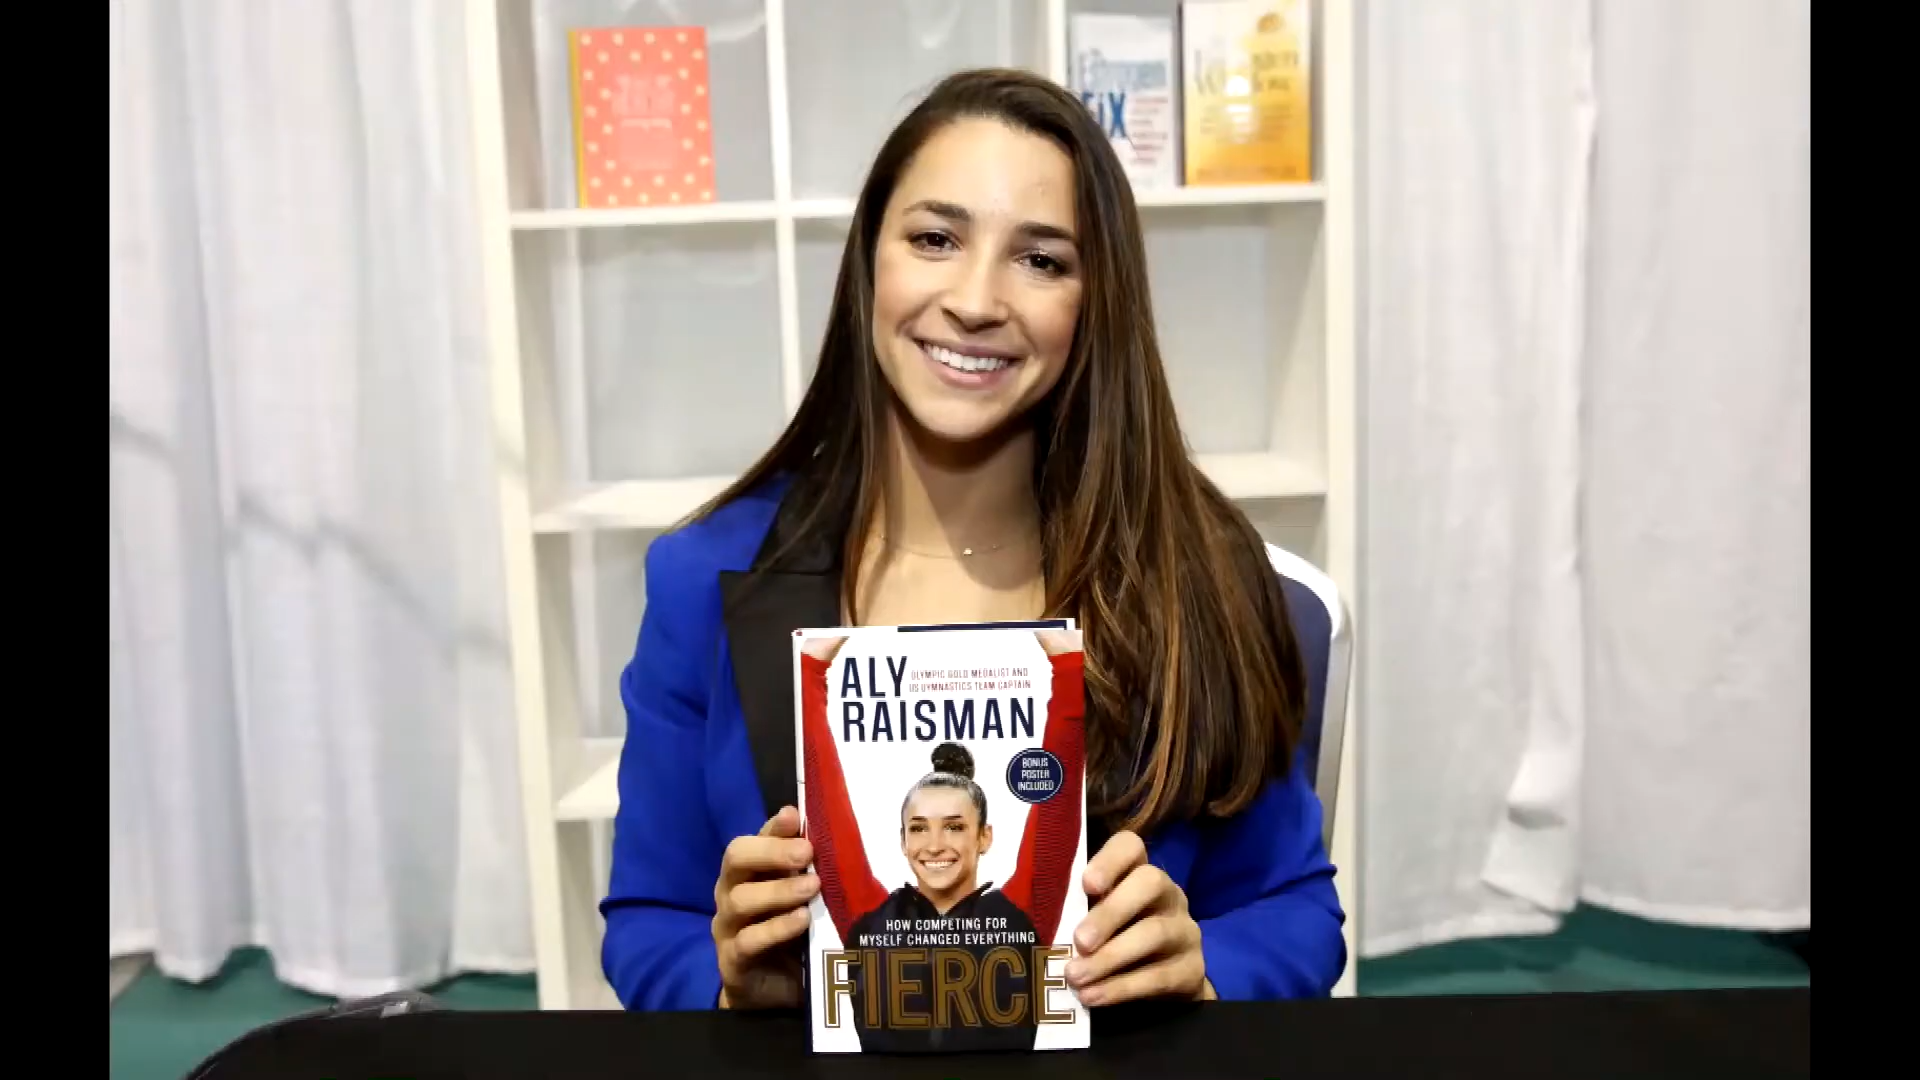 Estrogen
FiX
ALY
OLYMPIC GOLD MEDALIST AND
US GYMNASTICS TEAM CAPTAIN
RAISMAN
BONUS
POSTER
INCLUDED
HOW COMPETING FOR
MYSELF CHANGED EVERYTHING
FIERCE